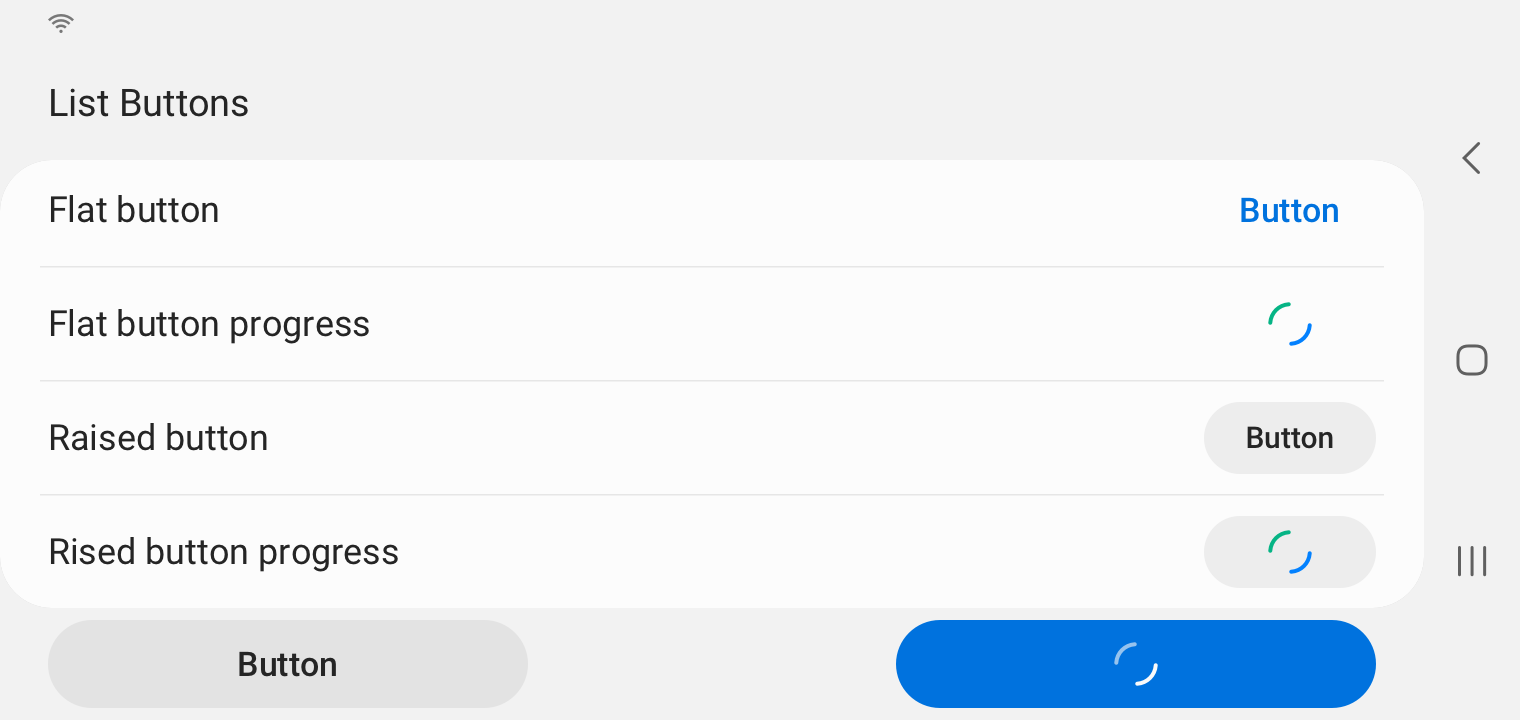 List Buttons
Flat button
Button
Flat button progress
Raised button
Button
Rised button progress
Button